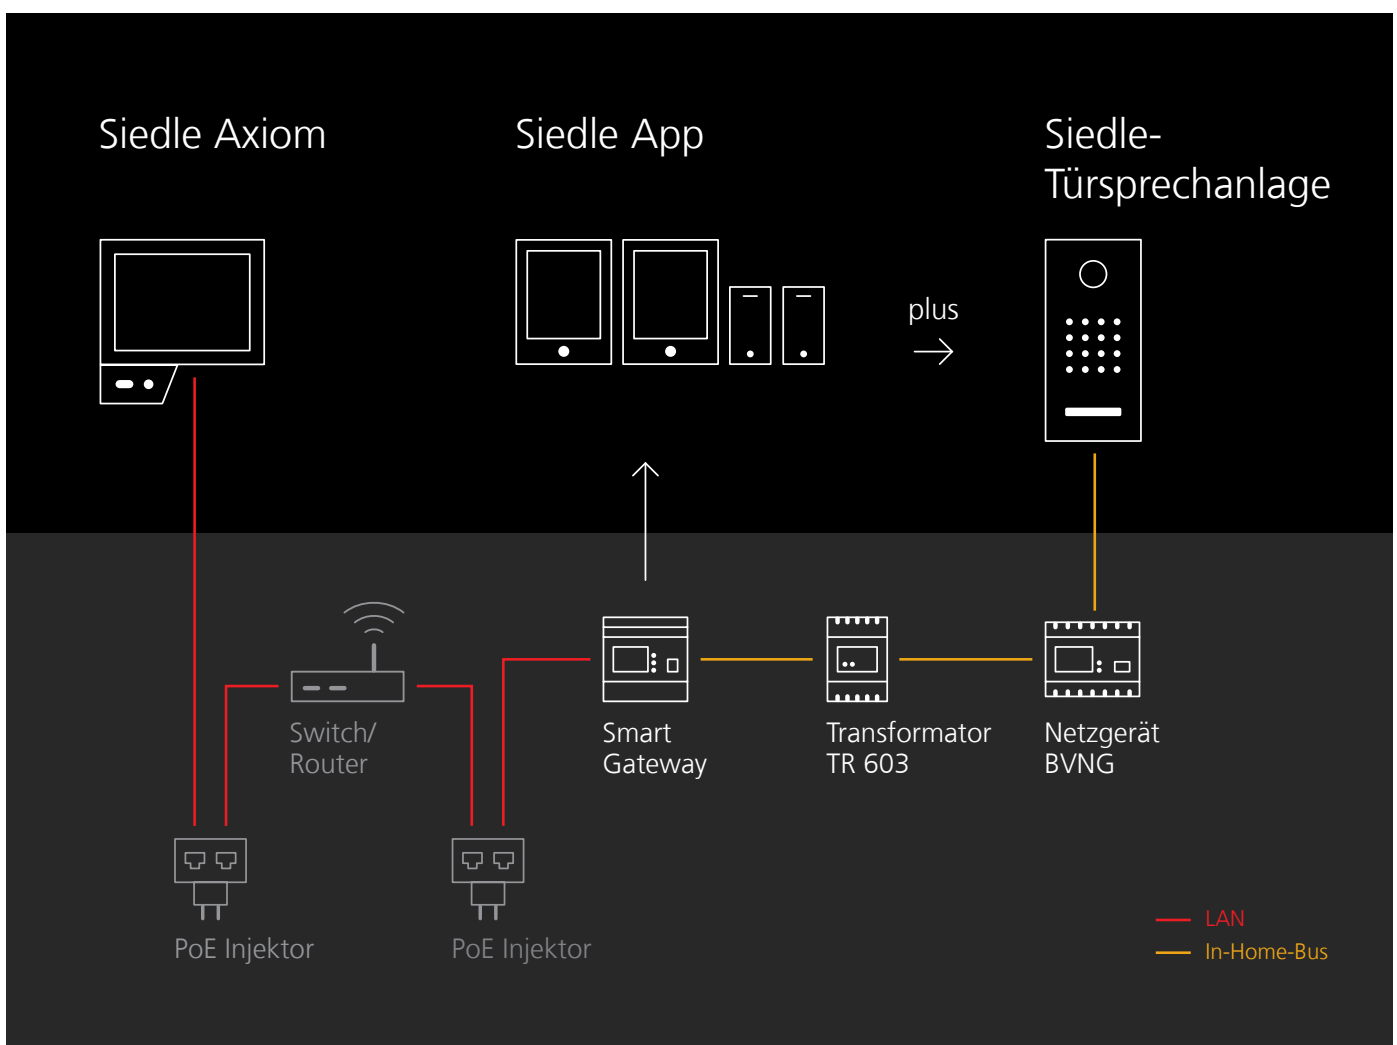 Siedle Axiom
Siedle App
Siedle-
Türsprechanlage
plus
Switch/
Router
Smart
Gateway
Transformator
TR 603
Netzgerät
BVNG
PoE Injektor
PoE Injektor
LAN
In-Home-Bus